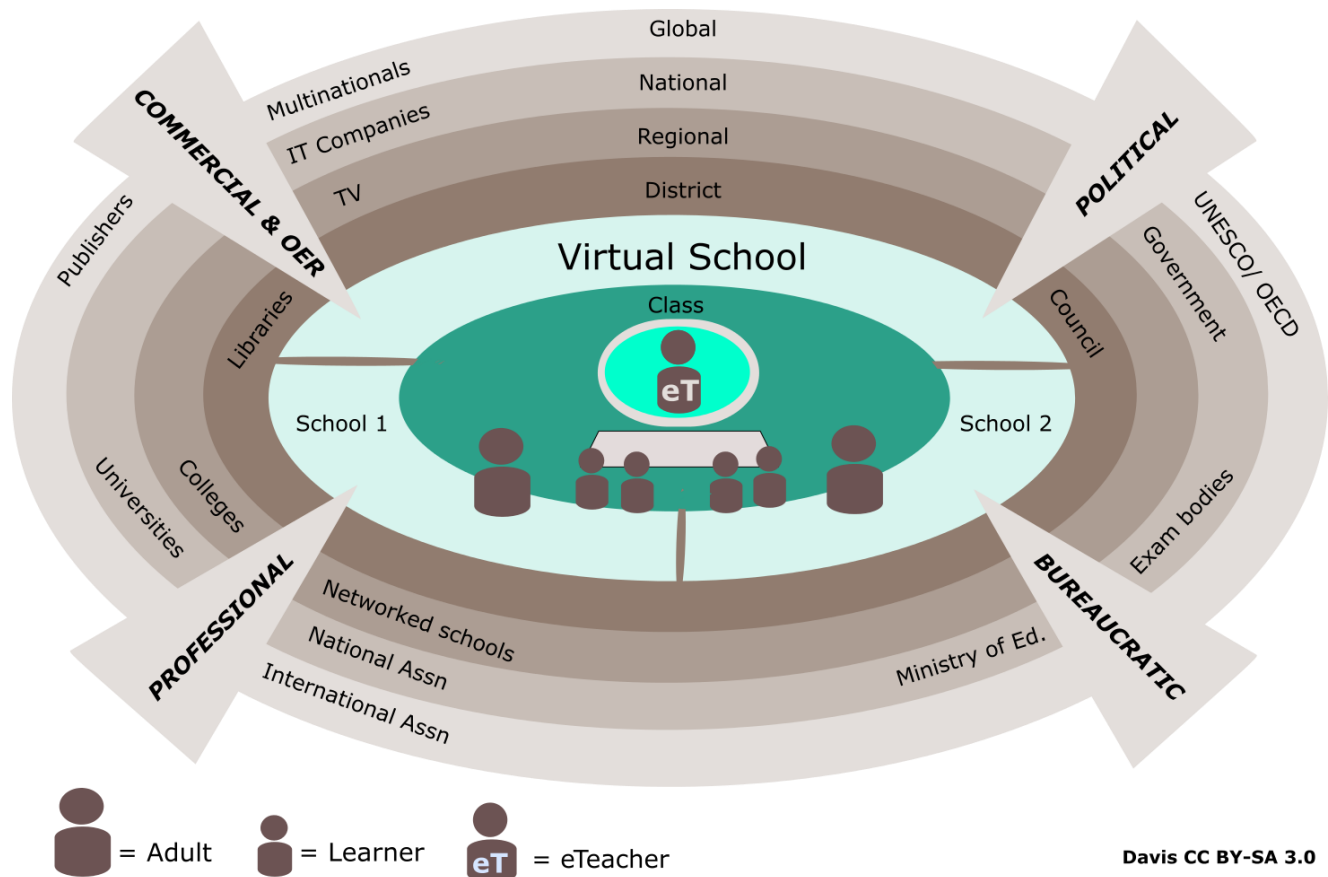 Global
Multinationals
National
IT Companies
Regional
TV
District
COMMERCIAL & OER
POLITICAL
Publishers
UNESCO/ OECD
Government
Virtual School
Libraries
Council
Class
eT
School 1
School 2
Universities
Colleges
Exam bodies
PROFESSIONAL
BUREAUCRATIC
Networked schools
National Assn
International Assn
Ministry of Ed.
= Adult
= Learner
eT
= eTeacher
Davis CC BY-SA 3.0